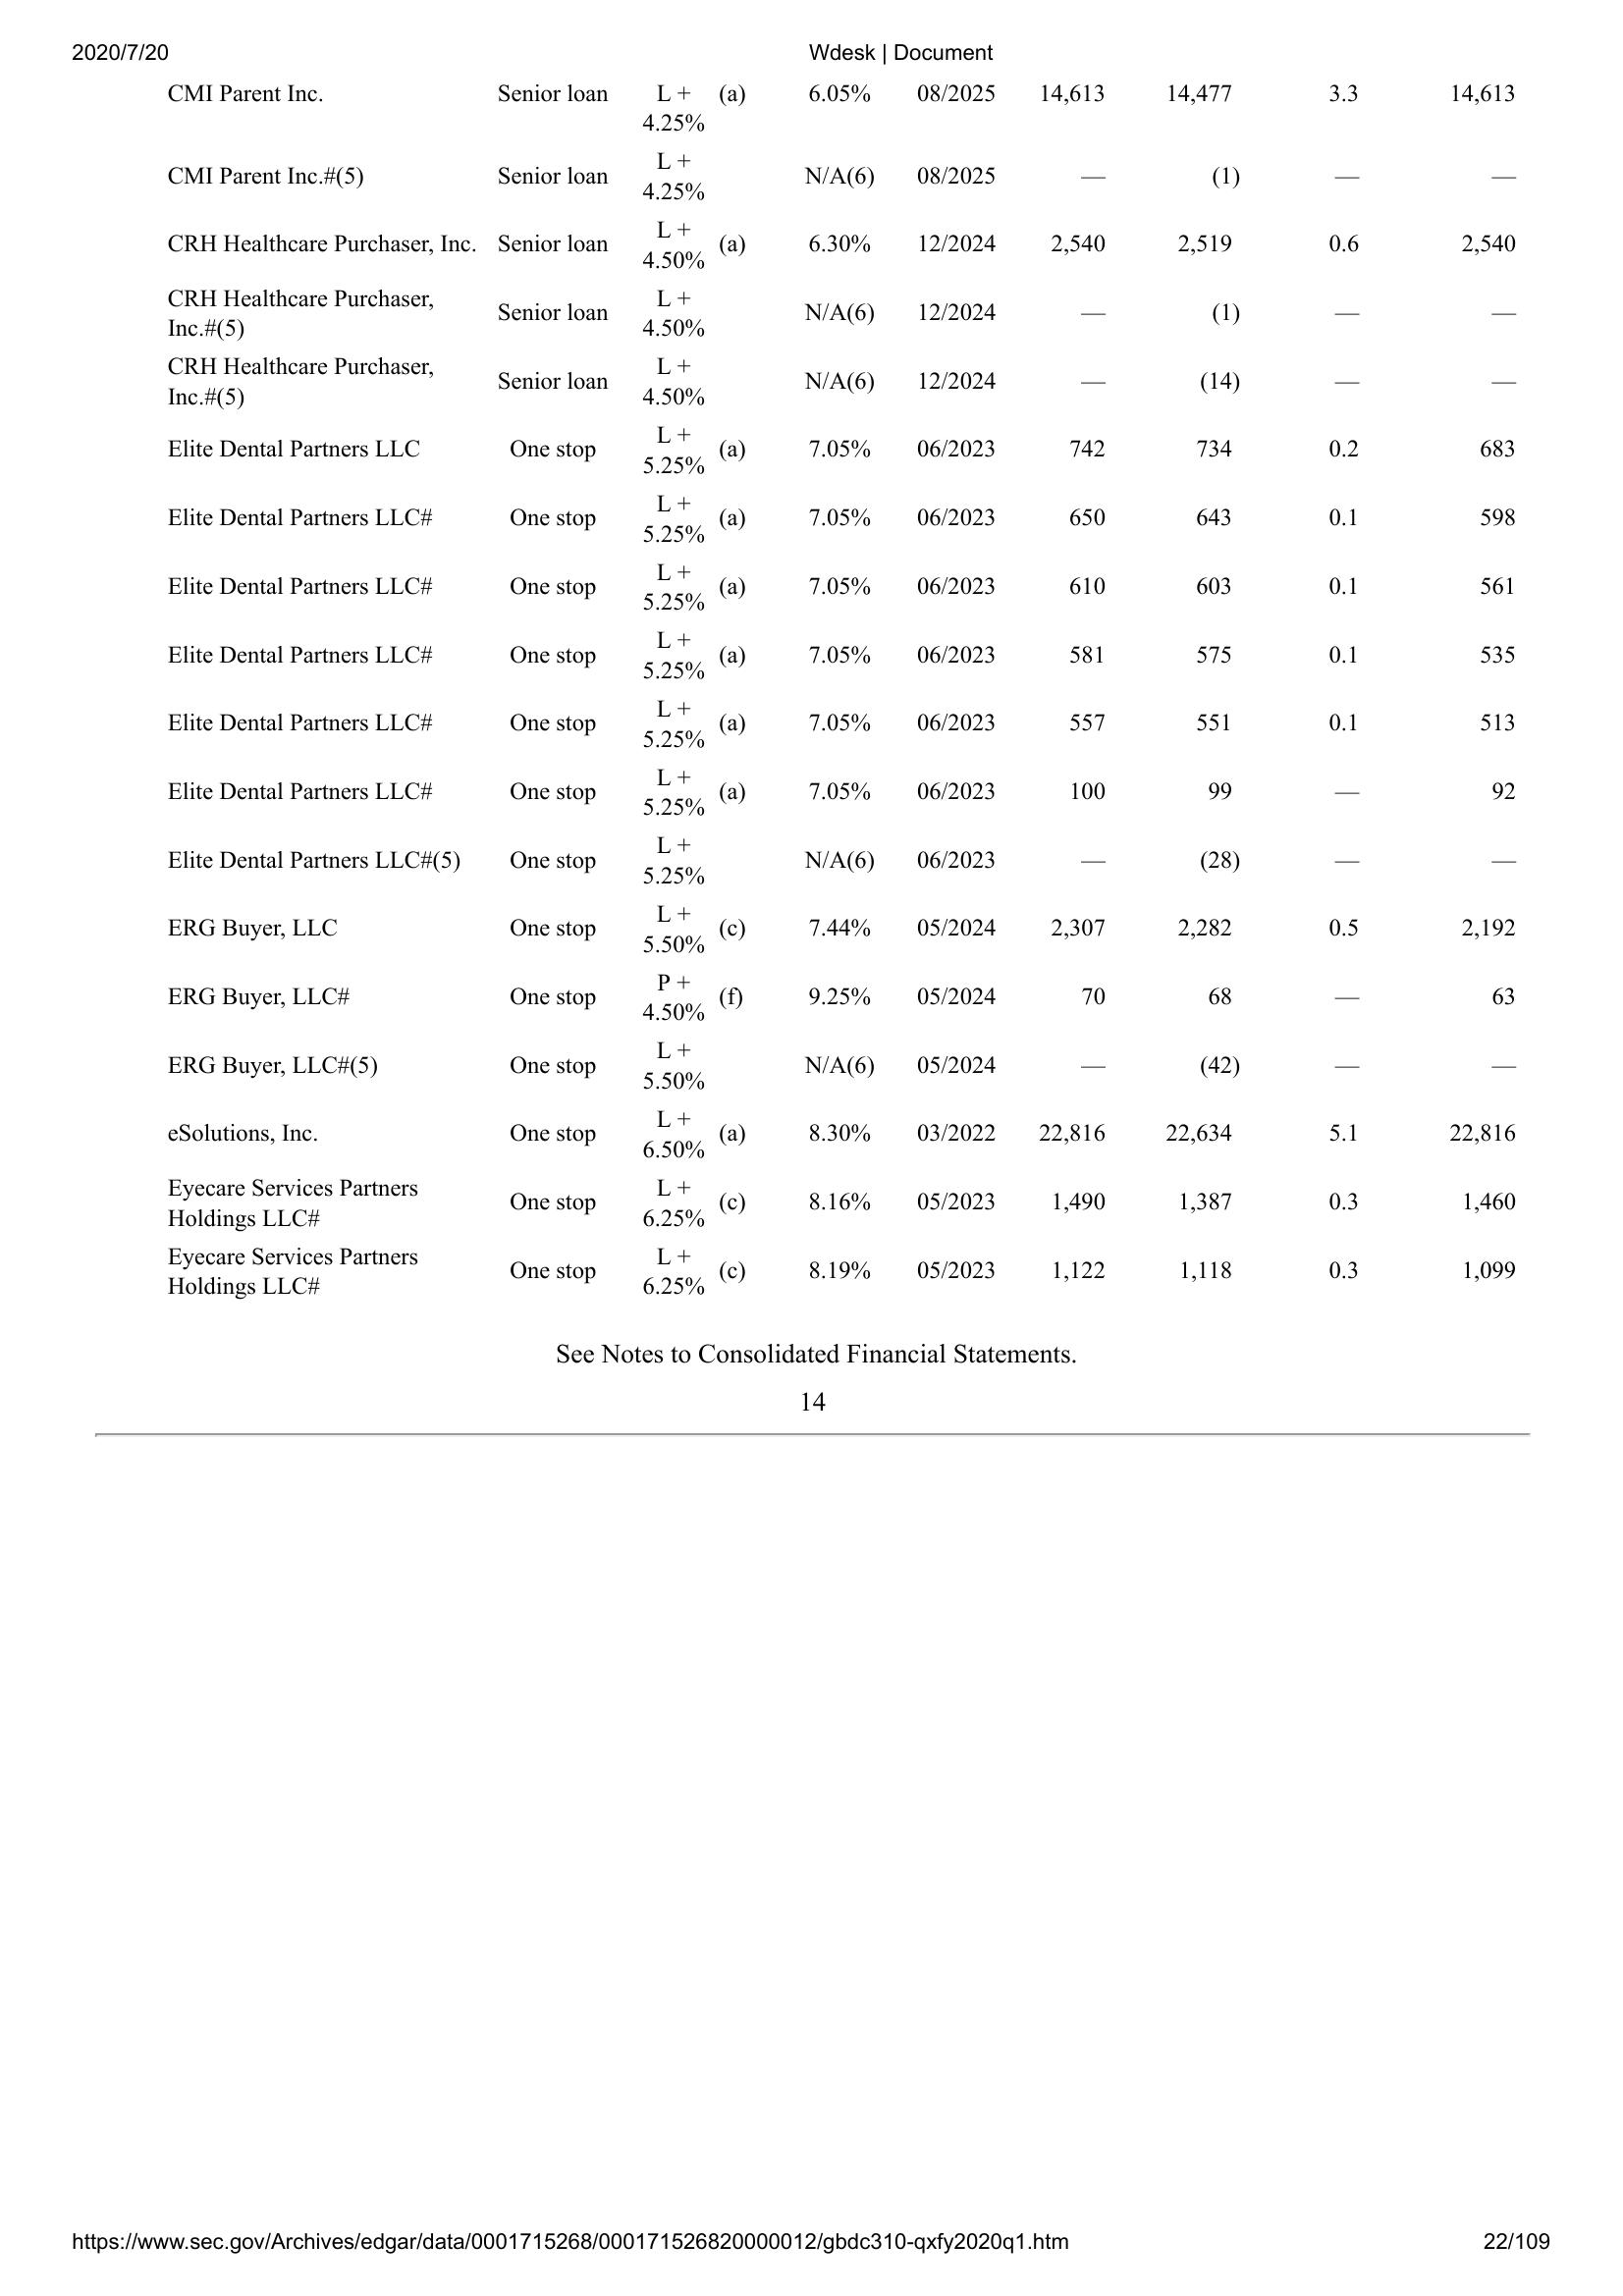 2020/7/20 Wdesk | Document
CMI Parent Inc. Senior loan L + (a) 6.05% 08/2025 14,613 14,477 3.3 14,613
4.25%
L +
CMI Parent Inc.#(5) Senior loan N/A(6) 08/2025 — (1) — —
4.25%
L +
CRH Healthcare Purchaser, Inc. Senior loan (a) 6.30% 12/2024 2,540 2,519 0.6 2,540
4.50%
CRH Healthcare Purchaser, L +
Senior loan N/A(6) 12/2024 — (1) — —
Inc.#(5) 4.50%
CRH Healthcare Purchaser, L +
Senior loan N/A(6) 12/2024 — (14) — —
Inc.#(5) 4.50%
L +
Elite Dental Partners LLC One stop (a) 7.05% 06/2023 742 734 0.2 683
5.25%
L +
Elite Dental Partners LLC# One stop (a) 7.05% 06/2023 650 643 0.1 598
5.25%
L +
Elite Dental Partners LLC# One stop (a) 7.05% 06/2023 610 603 0.1 561
5.25%
L +
Elite Dental Partners LLC# One stop (a) 7.05% 06/2023 581 575 0.1 535
5.25%
L +
Elite Dental Partners LLC# One stop (a) 7.05% 06/2023 557 551 0.1 513
5.25%
L +
Elite Dental Partners LLC# One stop (a) 7.05% 06/2023 100 99 — 92
5.25%
L +
Elite Dental Partners LLC#(5) One stop N/A(6) 06/2023 — (28) — —
5.25%
L +
ERG Buyer, LLC One stop (c) 7.44% 05/2024 2,307 2,282 0.5 2,192
5.50%
P +
ERG Buyer, LLC# One stop (f) 9.25% 05/2024 70 68 — 63
4.50%
L +
ERG Buyer, LLC#(5) One stop N/A(6) 05/2024 — (42) — —
5.50%
L +
eSolutions, Inc. One stop (a) 8.30% 03/2022 22,816 22,634 5.1 22,816
6.50%
Eyecare Services Partners L +
One stop (c) 8.16% 05/2023 1,490 1,387 0.3 1,460
Holdings LLC# 6.25%
Eyecare Services Partners L +
One stop (c) 8.19% 05/2023 1,122 1,118 0.3 1,099
Holdings LLC# 6.25%
See Notes to Consolidated Financial Statements.
14
https://www.sec.gov/Archives/edgar/data/0001715268/000171526820000012/gbdc310-qxfy2020q1.htm 22/109